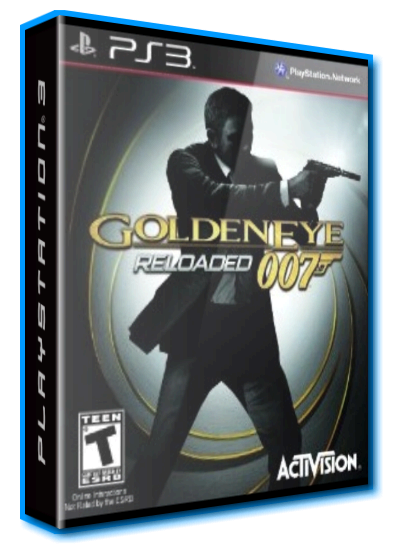 PLAYSTATION®3
PS3
PlayStation Network
GOLDENEYE
RELOADED 007
TEEN
T
ESRB
Online Interactions
Not Rated by the ESRB
ACTIVISION